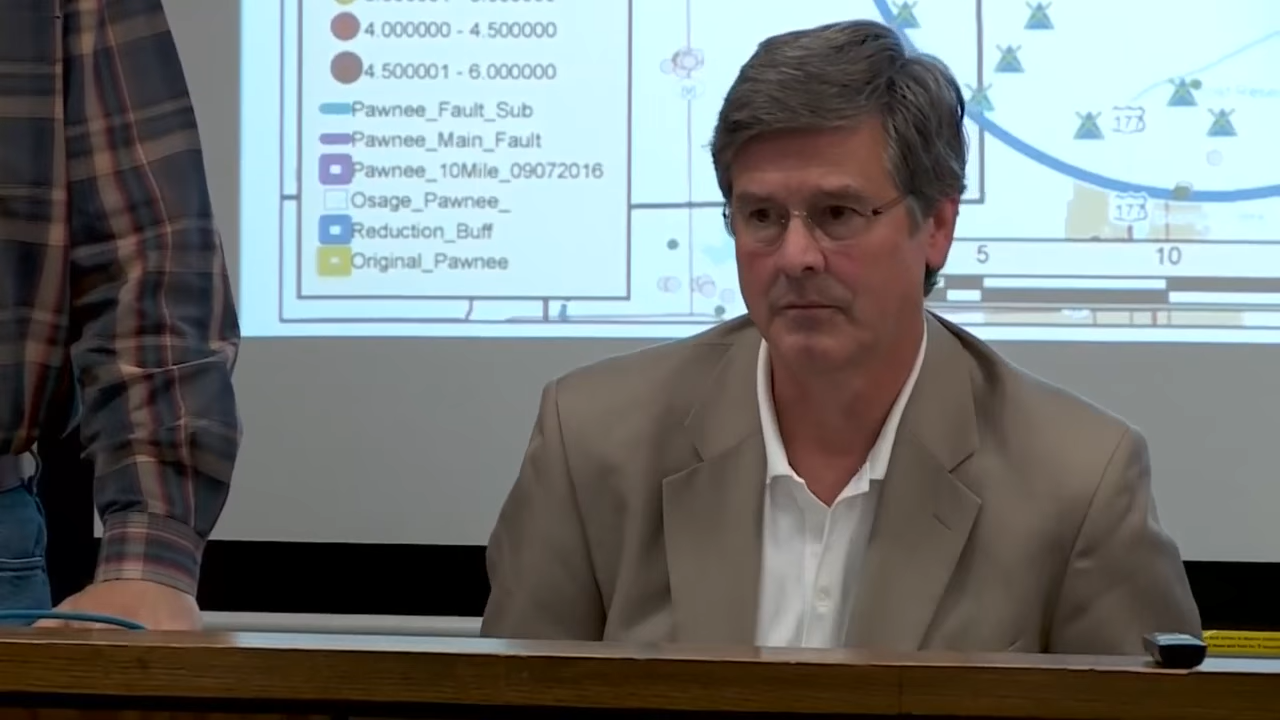 4.000000 - 4.500000
4.500001 - 6.000000
Pawnee_Fault_Sub
Pawnee_Main_Fault
Pawnee_10Mile_09072016
Osage_Pawnee_
Reduction_Buff
Original_Pawnee
177
177
5
10